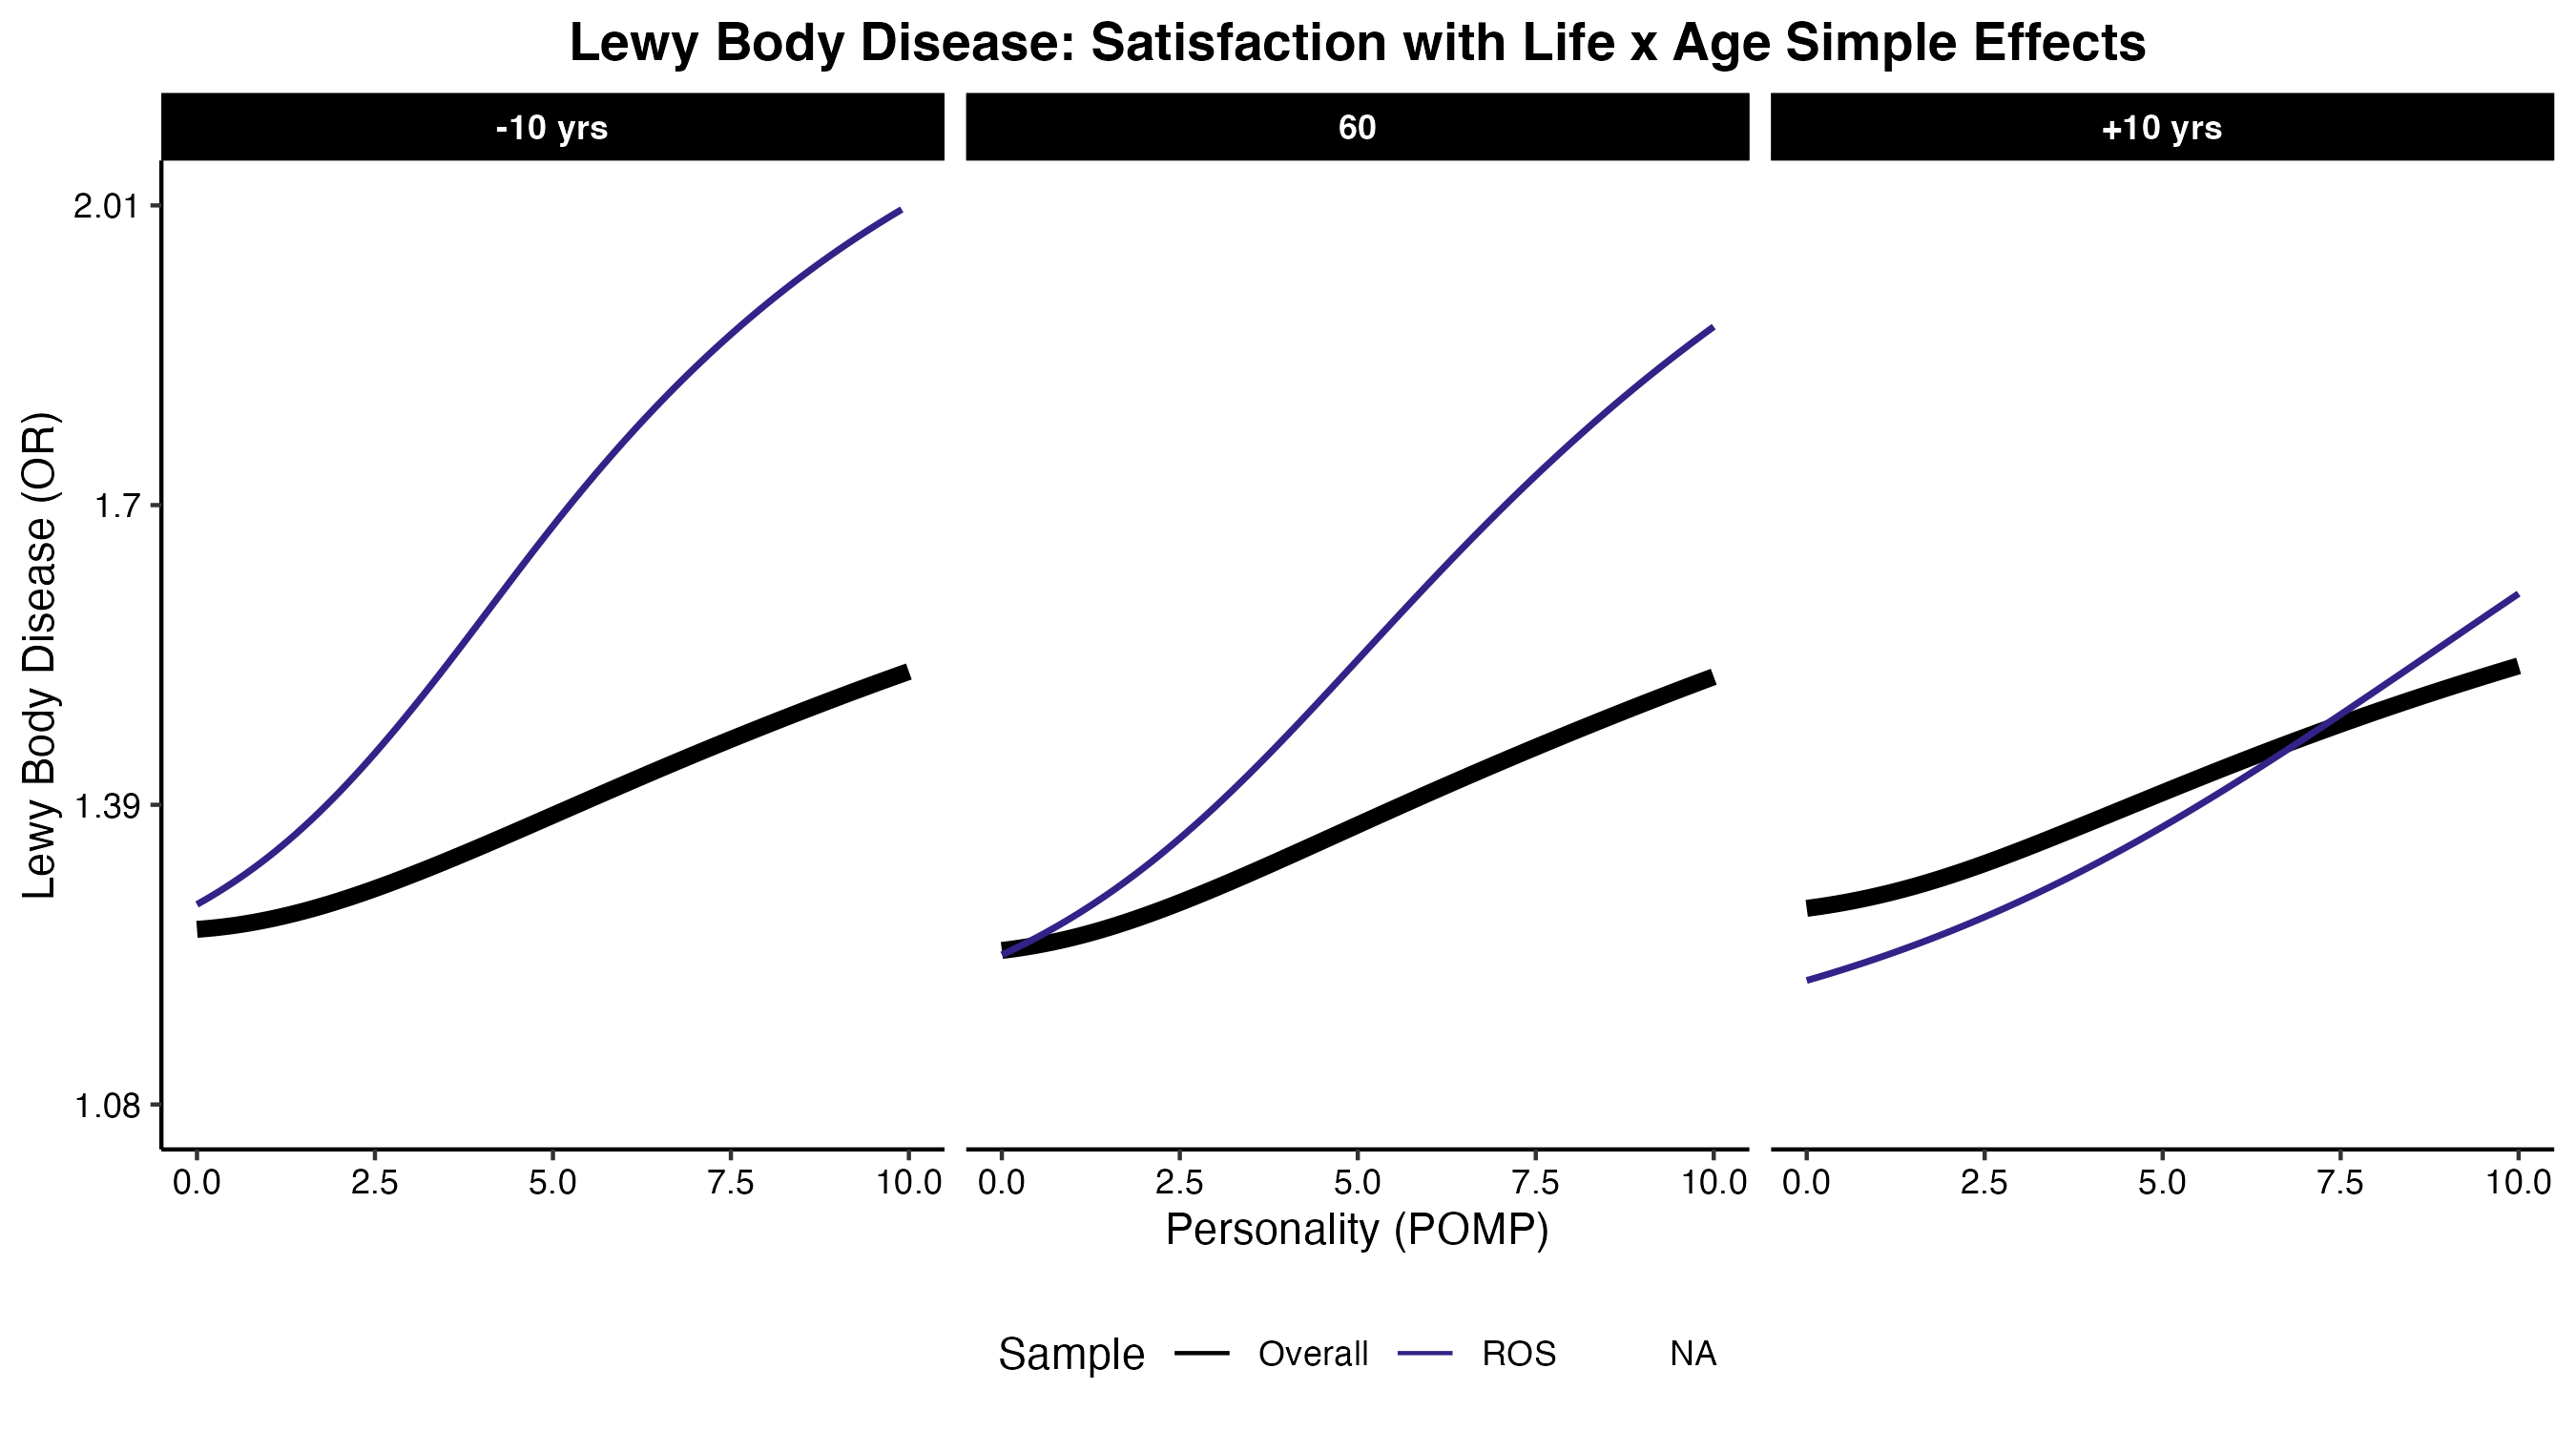 Lewy Body Disease: Satisfaction with Life x Age Simple Effects
-10 yrs
60
+10 yrs
Lewy Body Disease (OR)
2.01
1.7
1.39
1.08
0.0 2.5 5.0 7.5 10.0
0.0 2.5 5.0 7.5 10.0
0.0 2.5 5.0 7.5 10.0
Personality (POMP)
Sample Overall ROS NA